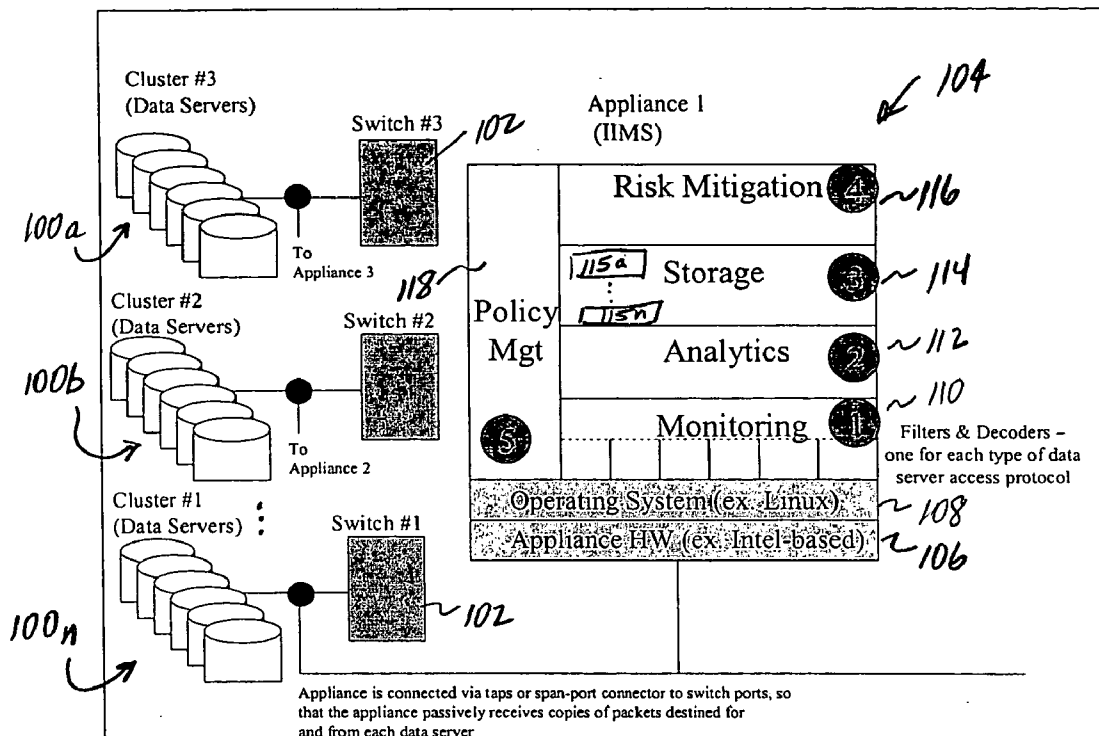 Cluster #3
(Data Servers)
100a
To
Appliance 3
Switch #3
102
Cluster #2
(Data Servers)
100b
To
Appliance 2
Switch #2
Cluster #1
(Data Servers)
100n
Switch #1
102
Appliance 1
(IIMS)
104
Policy
Mgt
118
5
Risk Mitigation
4
116
115a
115n
Storage
3
114
Analytics
2
112
Monitoring
1
110
Filters & Decoders –
one for each type of data
server access protocol
Operating System (ex. Linux)
108
Appliance HW (ex. Intel-based)
106
Appliance is connected via taps or span-port connector to switch ports, so
that the appliance passively receives copies of packets destined for
and from each data server